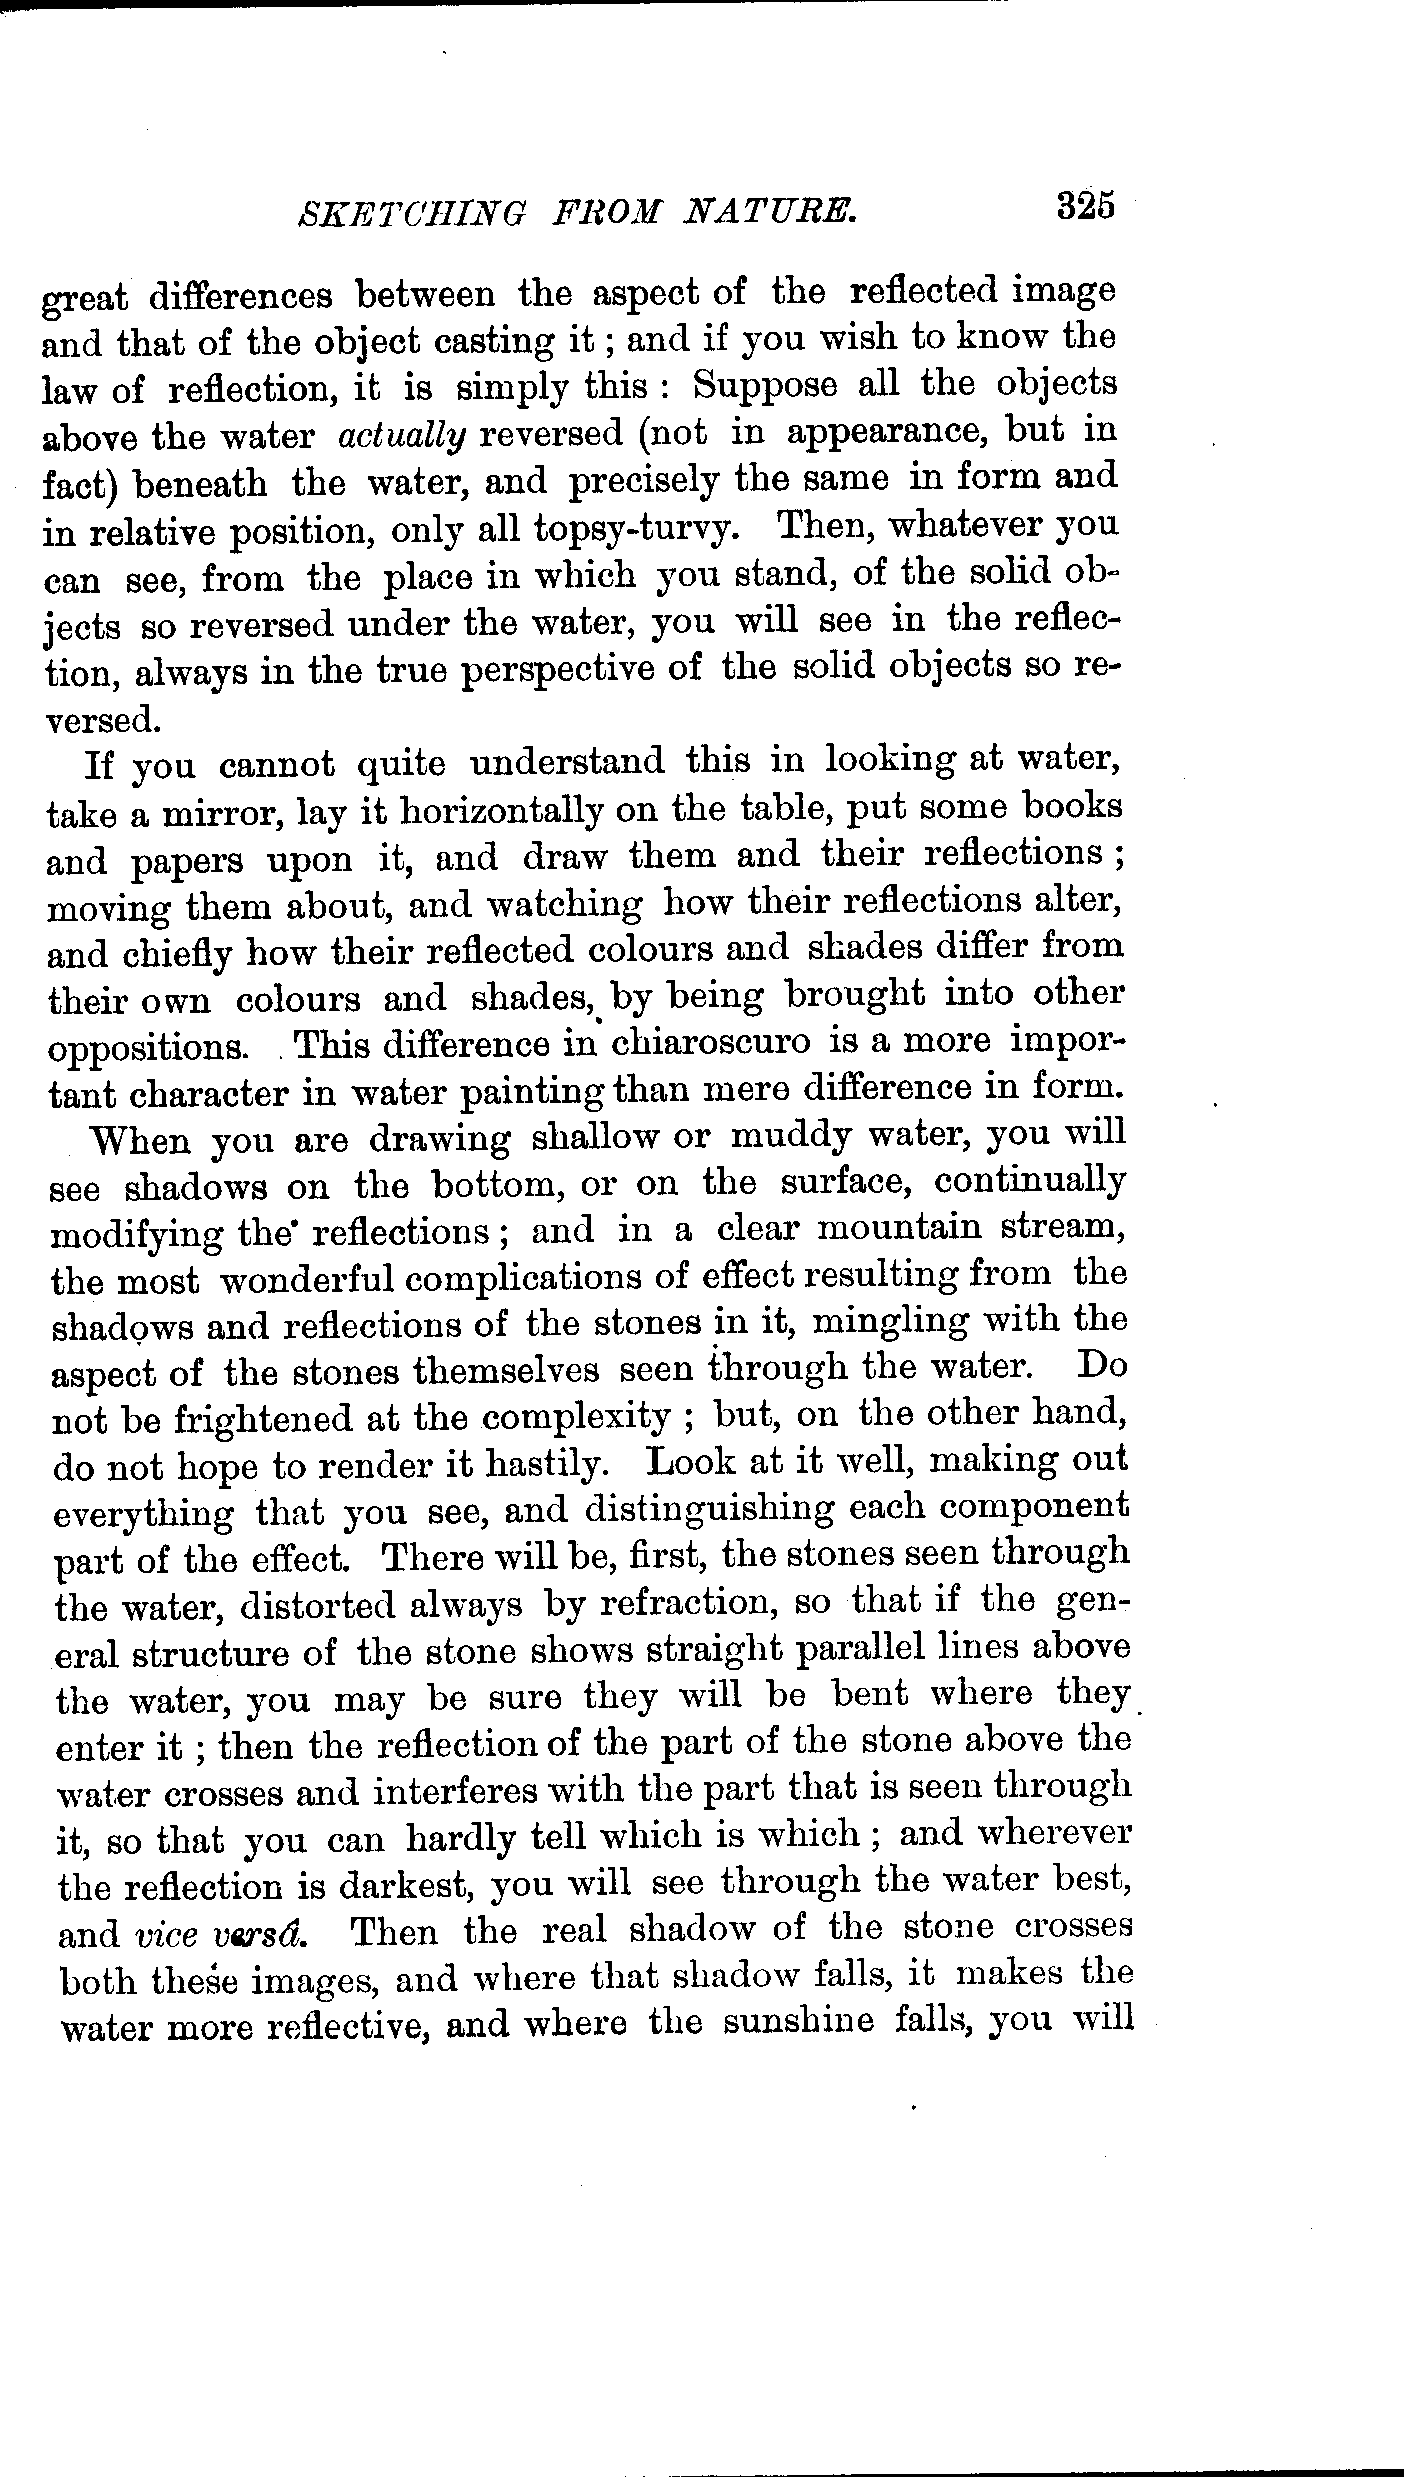 SKETCHING FROM NATURE. 325
great differences between the aspect of the reflected image
and that of the object casting it ; and if you wish to know the
law of reflection, it is simply this : Suppose all the objects
above the water actually reversed (not in appearance, but in
fact) beneath the water, and precisely the same in form and
in relative position, only all topsy-turvy. Then, whatever you
can see, from the place in which you stand, of the solid ob-
jects so reversed under the water, you will see in the reflec-
tion, always in the true perspective of the solid objects so re-
versed.
If you cannot quite understand this in looking at water,
take a mirror, lay it horizontally on the table, put some books
and papers upon it, and draw them and their reflections ;
moving them about, and watching how their reflections alter,
and chiefly how their reflected colours and shades differ from
their own colours and shades, by being brought into other
oppositions. This difference in chiaroscuro is a more impor-
tant character in water painting than mere difference in form.
When you are drawing shallow or muddy water, you will
see shadows on the bottom, or on the surface, continually
modifying the reflections ; and in a clear mountain stream,
the most wonderful complications of effect resulting from the
shadows and reflections of the stones in it, mingling with the
aspect of the stones themselves seen through the water. Do
not be frightened at the complexity ; but, on the other hand,
do not hope to render it hastily. Look at it well, making out
everything that you see, and distinguishing each component
part of the effect. There will be, first, the stones seen through
the water, distorted always by refraction, so that if the gen-
eral structure of the stone shows straight parallel lines above
the water, you may be sure they will be bent where they
enter it ; then the reflection of the part of the stone above the
water crosses and interferes with the part that is seen through
it, so that you can hardly tell which is which ; and wherever
the reflection is darkest, you will see through the water best,
and vice versâ. Then the real shadow of the stone crosses
both these images, and where that shadow falls, it makes the
water more reflective, and where the sunshine falls, you will